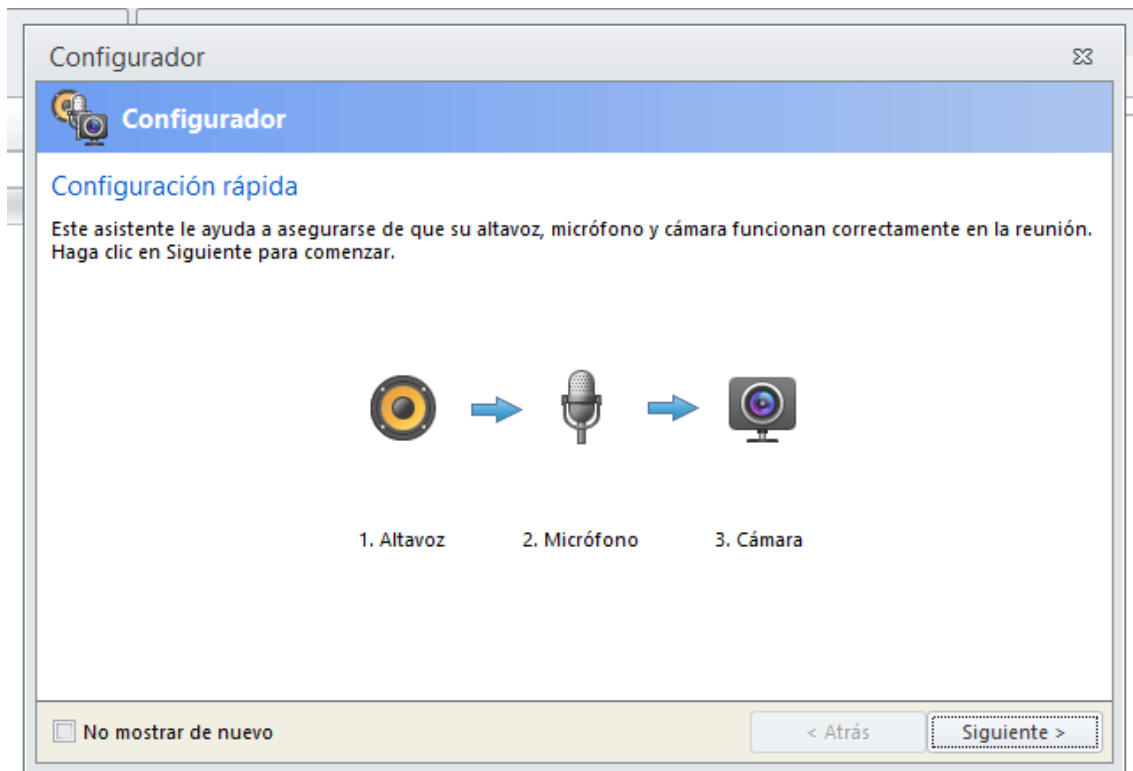 Configurador
Configurador
Configuración rápida
Este asistente le ayuda a asegurarse de que su altavoz, micrófono y cámara funcionan correctamente en la reunión.
Haga clic en Siguiente para comenzar.
1. Altavoz
2. Micrófono
3. Cámara
No mostrar de nuevo
< Atrás
Siguiente >